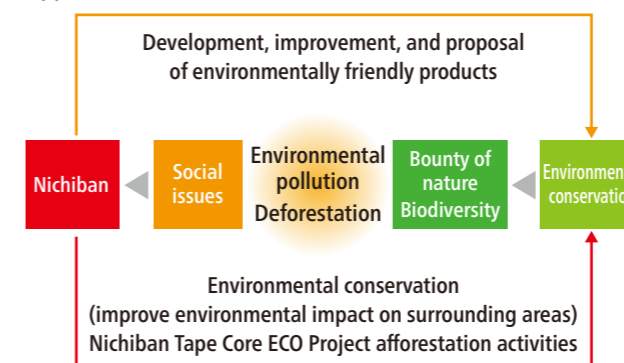 Development, improvement, and proposal
of environmentally friendly products
Nichiban
Social
issues
Environmental
pollution
Deforestation
Bounty of
nature
Biodiversity
Environmental conservation
(improve environmental impact on surrounding areas)
Nichiban Tape Core ECO Project afforestation activities